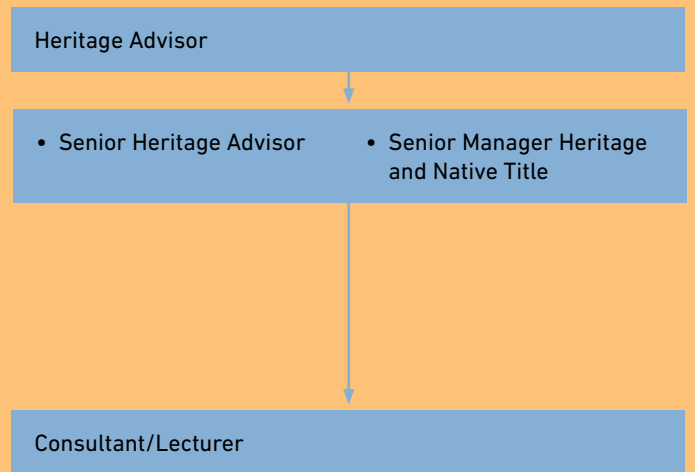 Heritage Advisor
• Senior Heritage Advisor
• Senior Manager Heritage
and Native Title
Consultant/Lecturer